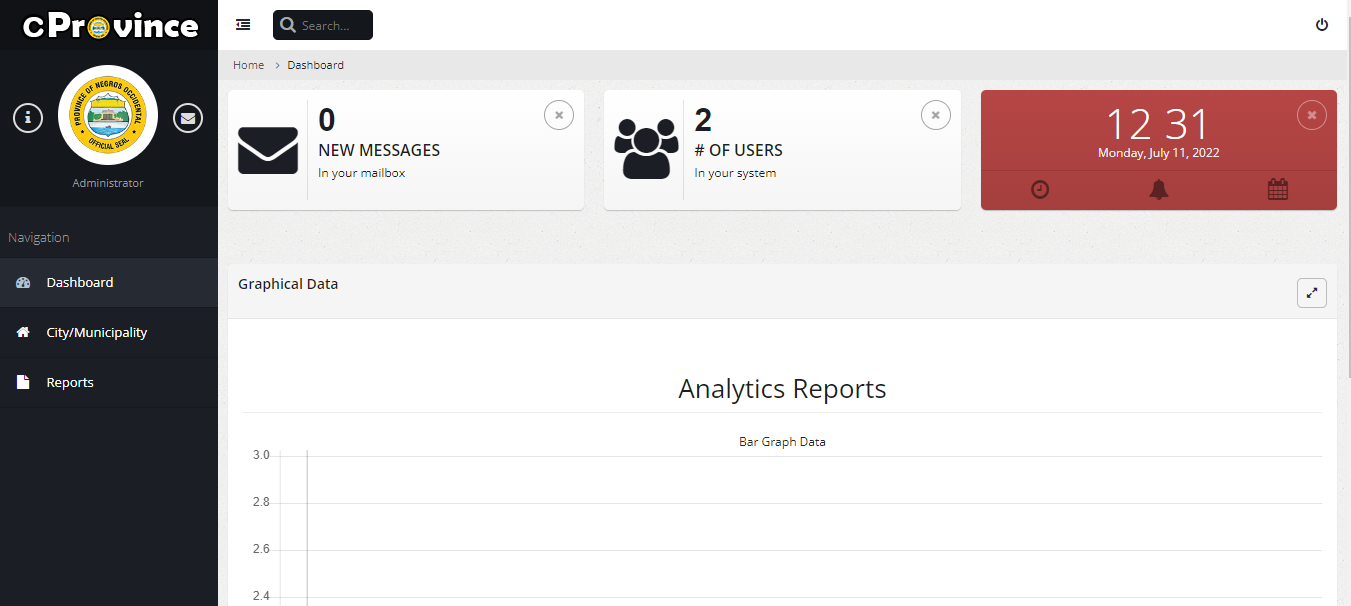 cPrvince
Search...
Home > Dashboard
PROVINCE OF NEGROS OCCIDENTAL
OFFICIAL SEAL
Administrator
Navigation
Dashboard
City/Municipality
Reports
0
NEW MESSAGES
In your mailbox
2
# OF USERS
In your system
12 31
Monday, July 11, 2022
Graphical Data
Analytics Reports
Bar Graph Data
3.0
2.8
2.6
2.4